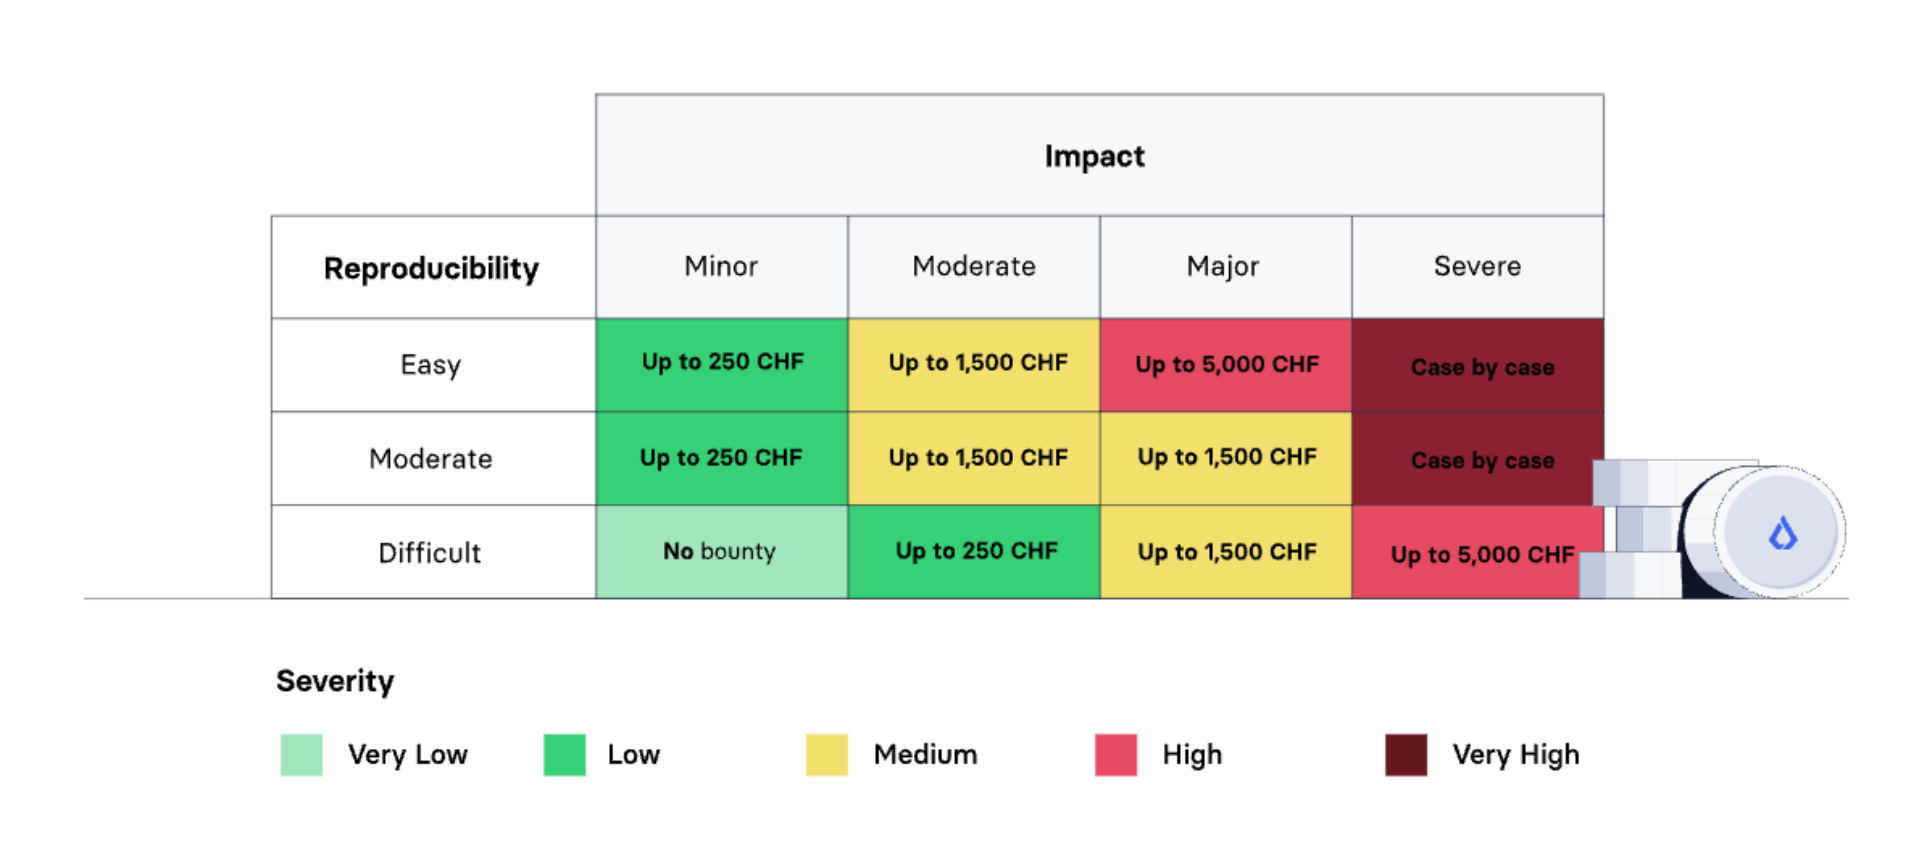 Impact
Reproducibility Minor Moderate Major Severe
Easy Up to 250 CHF Up to 1,500 CHF Up to 5,000 CHF Case by case
Moderate Up to 250 CHF Up to 1,500 CHF Up to 1,500 CHF Case by case
Difficult No bounty Up to 250 CHF Up to 1,500 CHF Up to 5,000 CHF
Severity
Very Low Low Medium High Very High